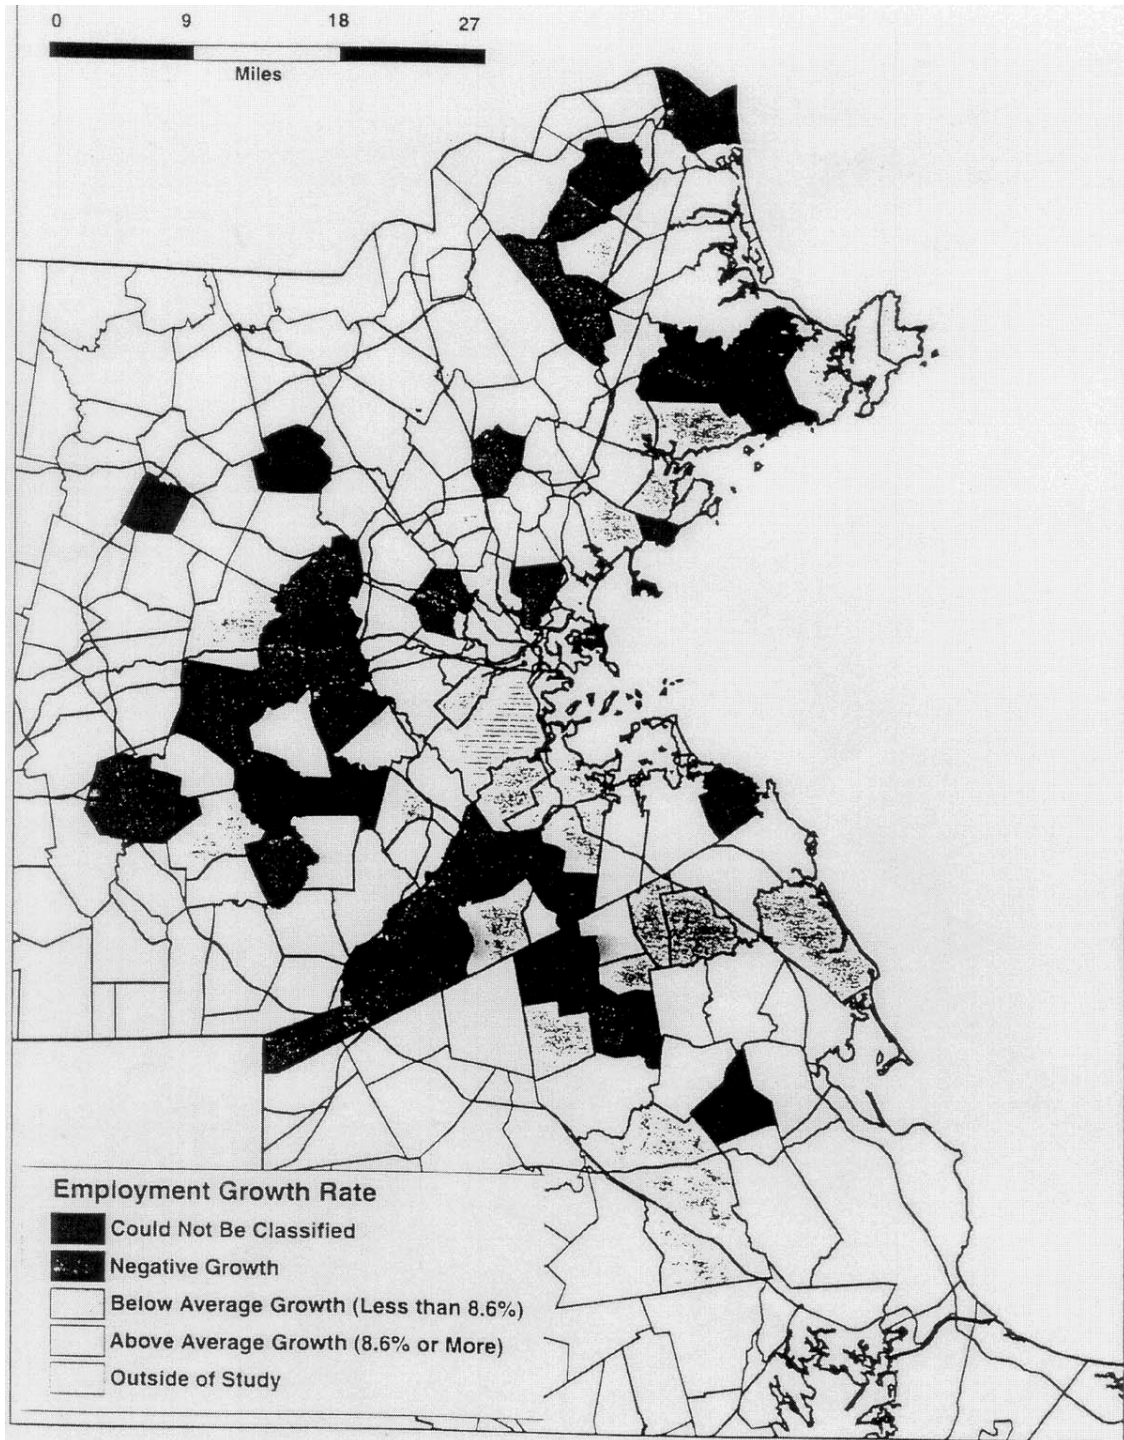 0 9 18 27
Miles
Employment Growth Rate
Could Not Be Classified
Negative Growth
Below Average Growth (Less than 8.6%)
Above Average Growth (8.6% or More)
Outside of Study